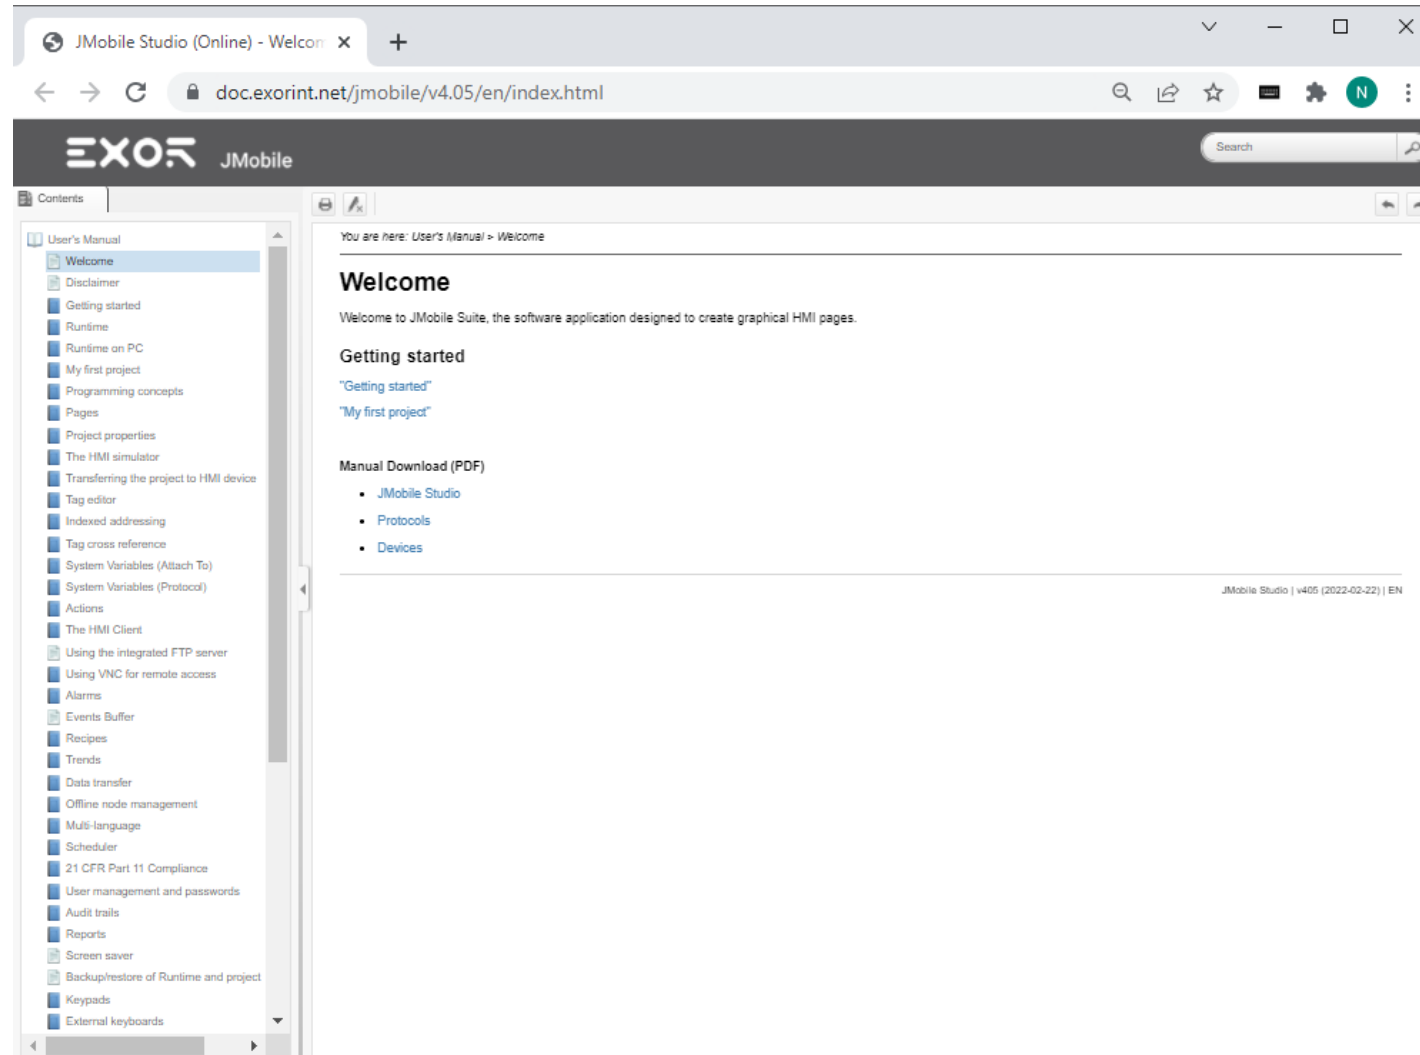 JMobile Studio (Online) - Welcom
doc.exorint.net/jmobile/v4.05/en/index.html
N
EXOR JMobile
Search
Contents
User's Manual
Welcome
Disclaimer
Getting started
Runtime
Runtime on PC
My first project
Programming concepts
Pages
Project properties
The HMI simulator
Transferring the project to HMI device
Tag editor
Indexed addressing
Tag cross reference
System Variables (Attach To)
System Variables (Protocol)
Actions
The HMI Client
Using the integrated FTP server
Using VNC for remote access
Alarms
Events Buffer
Recipes
Trends
Data transfer
Offline node management
Multi-language
Scheduler
21 CFR Part 11 Compliance
User management and passwords
Audit trails
Reports
Screen saver
Backup/restore of Runtime and project
Keypads
External keyboards
You are here: User's Manual > Welcome
Welcome
Welcome to JMobile Suite, the software application designed to create graphical HMI pages.
Getting started
"Getting started"
"My first project"
Manual Download (PDF)
• JMobile Studio
• Protocols
• Devices
JMobile Studio | v405 (2022-02-22) | EN